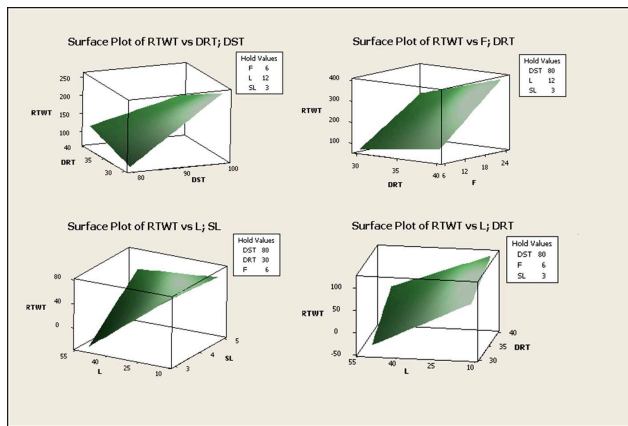 Surface Plot of RTWT vs DRT; DST
Hold Values
F 6
L 12
SL 3
250
200
150
100
RTWT
40
35
30
DRT
80
90
100
DST
Surface Plot of RTWT vs F; DRT
Hold Values
DST 80
L 12
SL 3
400
300
200
100
RTWT
30
35
40
DRT
6
12
18
24
F
Surface Plot of RTWT vs L; SL
Hold Values
DST 80
DRT 30
F 6
80
40
0
RTWT
55
40
25
10
L
3
4
5
SL
Surface Plot of RTWT vs L; DRT
Hold Values
DST 80
F 6
SL 3
100
50
0
-50
RTWT
55
40
25
10
L
30
35
40
DRT